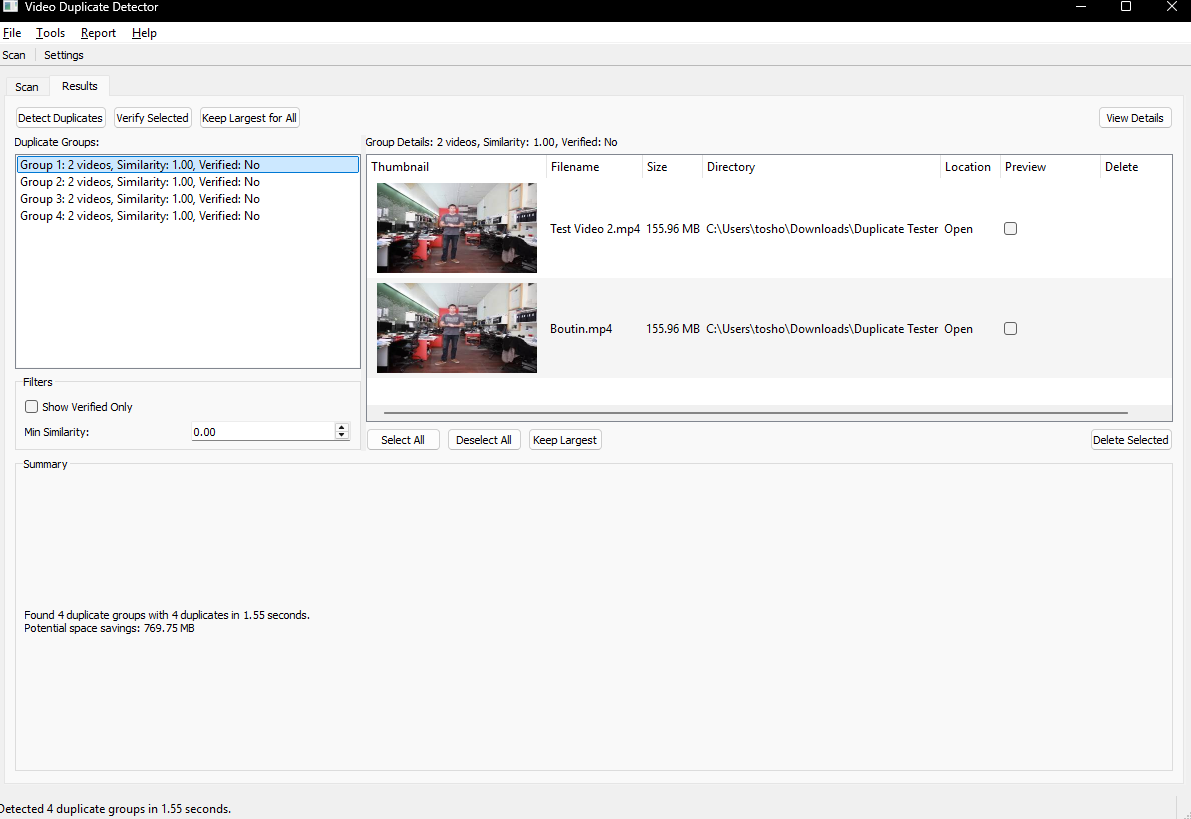 Video Duplicate Detector
File Tools Report Help
Scan Settings
Scan Results
Detect Duplicates Verify Selected Keep Largest for All View Details
Duplicate Groups:
Group 1: 2 videos, Similarity: 1.00, Verified: No
Group 2: 2 videos, Similarity: 1.00, Verified: No
Group 3: 2 videos, Similarity: 1.00, Verified: No
Group 4: 2 videos, Similarity: 1.00, Verified: No
Filters
Show Verified Only
Min Similarity: 0.00
Group Details: 2 videos, Similarity: 1.00, Verified: No
Thumbnail Filename Size Directory Location Preview Delete
Test Video 2.mp4 155.96 MB C:\Users\tosho\Downloads\Duplicate Tester Open
Boutin.mp4 155.96 MB C:\Users\tosho\Downloads\Duplicate Tester Open
Select All Deselect All Keep Largest Delete Selected
Summary
Found 4 duplicate groups with 4 duplicates in 1.55 seconds.
Potential space savings: 769.75 MB
Detected 4 duplicate groups in 1.55 seconds.